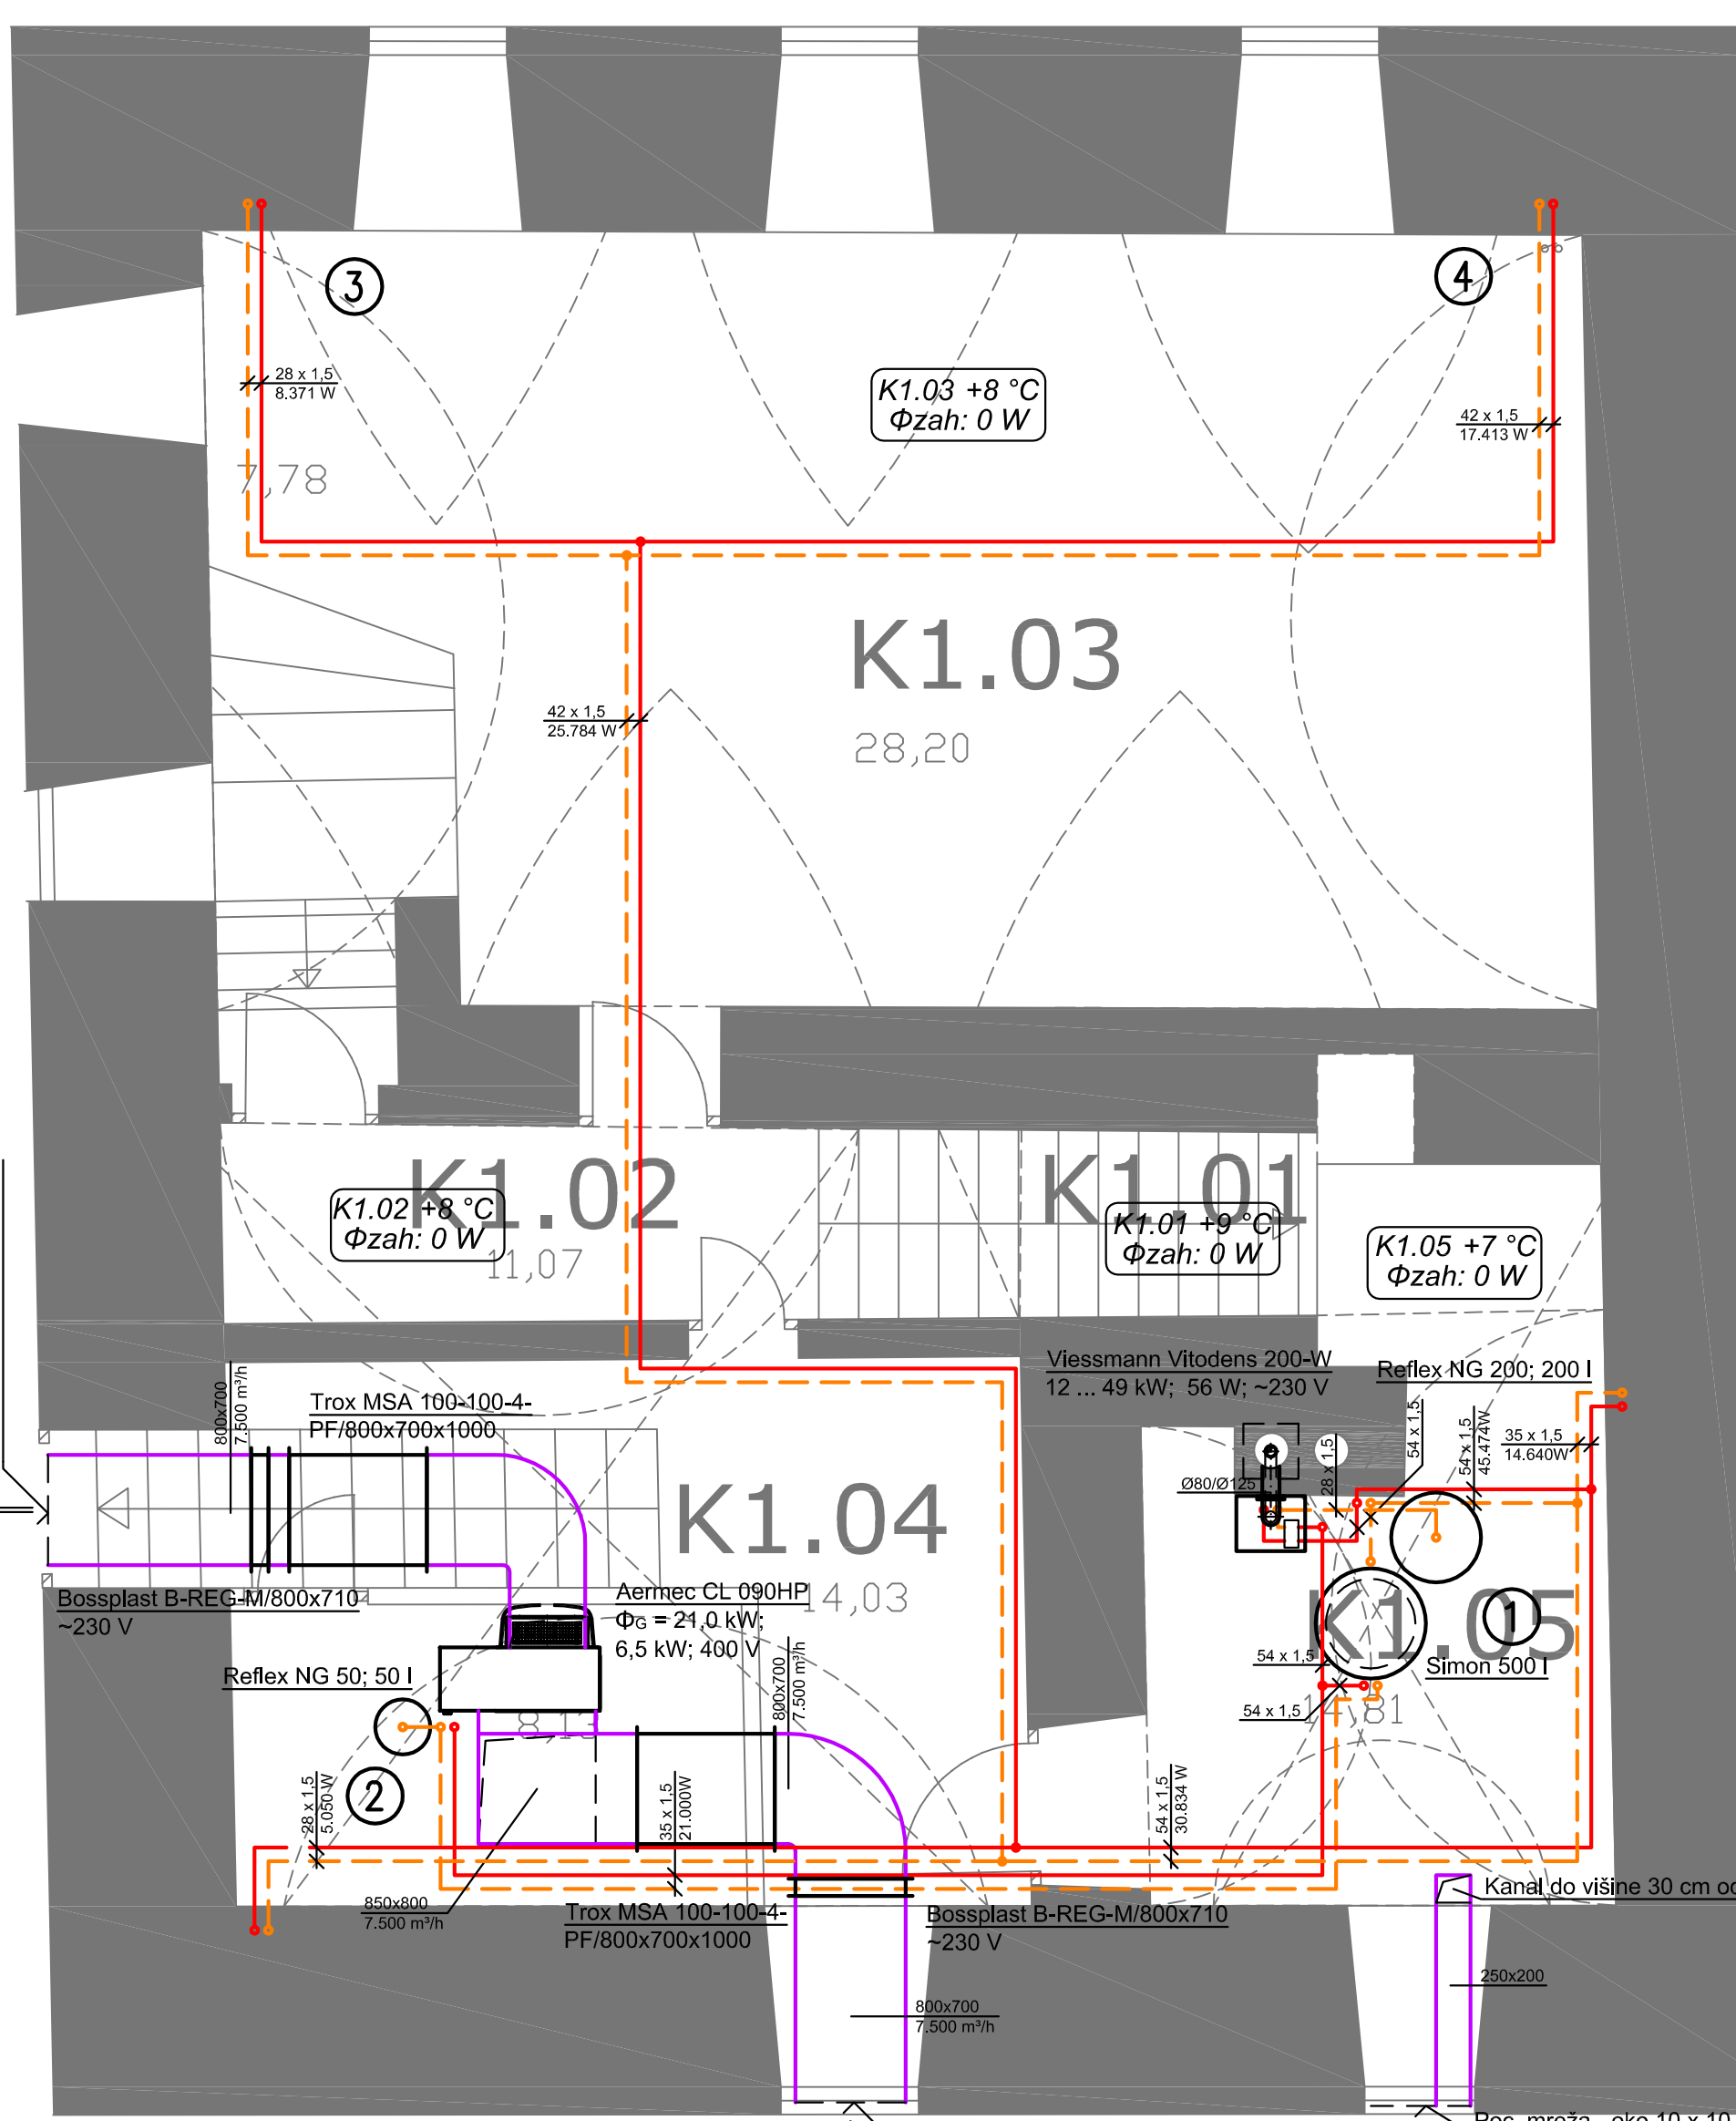 3
4
28 x 1,5
8.371 W
K1.03 +8 °C
Φzah: 0 W
42 x 1,5
17.413 W
7,78
K1.03
28,20
42 x 1,5
25.784 W
K1.02
K1.02 +8 °C
Φzah: 0 W
11,07
K1.01
K1.01 +9 °C
Φzah: 0 W
K1.05 +7 °C
Φzah: 0 W
Viessmann Vitodens 200-W
12 ... 49 kW; 56 W; ~230 V
Reflex NG 200; 200 l
800x700
7.500 m³/h
Trox MSA 100-100-4-
PF/800x700x1000
28 x 1,5
54 x 1,5
54 x 1,5
45.474W
35 x 1,5
14.640W
Ø80/Ø125
K1.04
14,03
Bossplast B-REG-M/800x710
~230 V
Aermec CL 090HP
ΦG = 21,0 kW;
6,5 kW; 400 V
K1.05
1
Simon 500 l
54 x 1,5
54 x 1,5
Reflex NG 50; 50 l
800x700
7.500 m³/h
2
28 x 1,5
5.050 W
35 x 1,5
21.000W
54 x 1,5
30.834 W
850x800
7.500 m³/h
Trox MSA 100-100-4-
PF/800x700x1000
Bossplast B-REG-M/800x710
~230 V
Kanal do višine 30 cm
250x200
800x700
7.500 m³/h